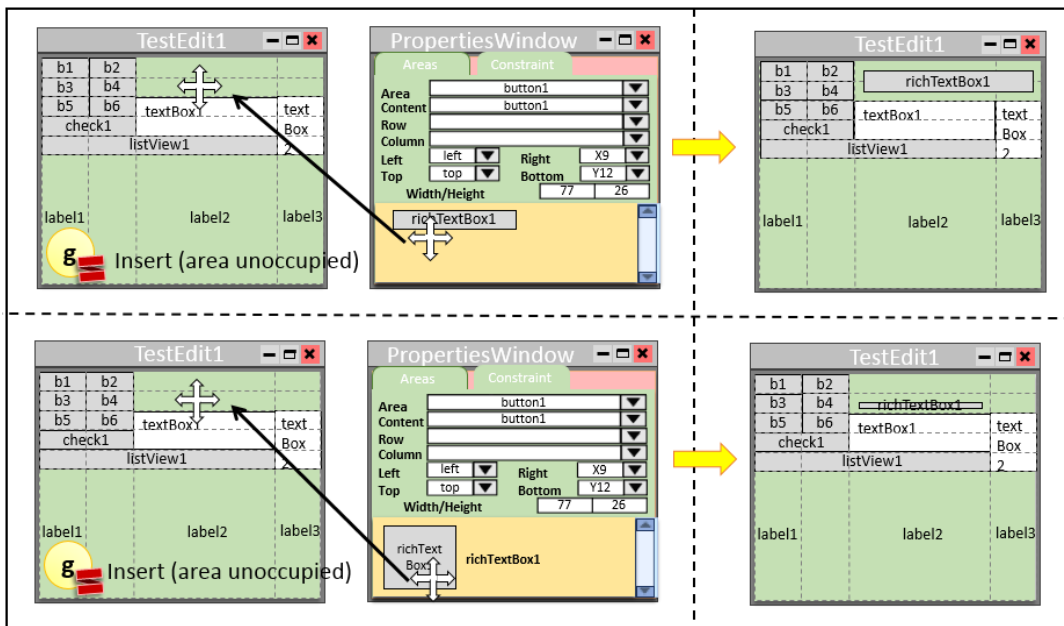 TestEdit1
b1 b2
b3 b4
b5 b6
textBox1
text
Box
2
check1
listView1
label1
label2
label3
g
Insert (area unoccupied)
PropertiesWindow
Areas
Constraint
Area
button1
Content
button1
Row
Column
Left
left
Right
X9
Top
top
Bottom
Y12
Width/Height
77
26
richTextBox1
TestEdit1
b1 b2
b3 b4
b5 b6
richTextBox1
textBox1
text
Box
2
check1
listView1
label1
label2
label3
TestEdit1
b1 b2
b3 b4
b5 b6
textBox1
text
Box
2
check1
listView1
label1
label2
label3
g
Insert (area unoccupied)
PropertiesWindow
Areas
Constraint
Area
button1
Content
button1
Row
Column
Left
left
Right
X9
Top
top
Bottom
Y12
Width/Height
77
26
richText
Box1
richTextBox1
TestEdit1
b1 b2
b3 b4
b5 b6
richTextBox1
textBox1
text
Box
2
check1
listView1
label1
label2
label3